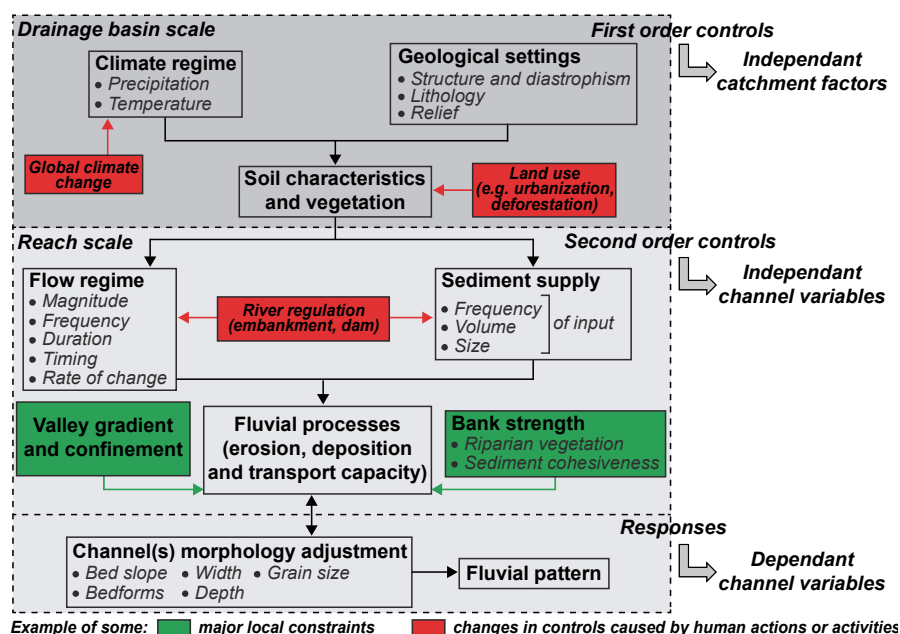 Drainage basin scale
First order controls
Independant
catchment factors
Climate regime
• Precipitation
• Temperature
Geological settings
• Structure and diastrophism
• Lithology
• Relief
Global climate
change
Soil characteristics
and vegetation
Land use
(e.g. urbanization,
deforestation)
Reach scale
Second order controls
Independant
channel variables
Flow regime
• Magnitude
• Frequency
• Duration
• Timing
• Rate of change
River regulation
(embankment, dam)
Sediment supply
• Frequency
• Volume
• Size
of input
Valley gradient
and confinement
Fluvial processes
(erosion, deposition
and transport capacity)
Bank strength
• Riparian vegetation
• Sediment cohesiveness
Responses
Dependant
channel variables
Channel(s) morphology adjustment
• Bed slope • Width • Grain size
• Bedforms • Depth
Fluvial pattern
Example of some: major local constraints changes in controls caused by human actions or activities